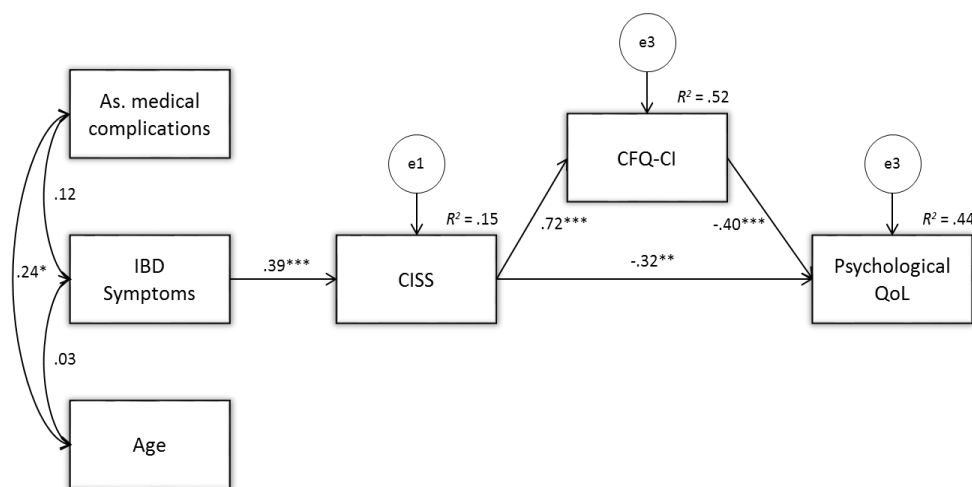 e3
R² = .52
As. medical
complications
CFQ-CI
e1
e3
.12
R² = .15
.72***
-.40***
R² = .44
.24*
IBD
Symptoms
.39***
CISS
-.32**
Psychological
QoL
.03
Age